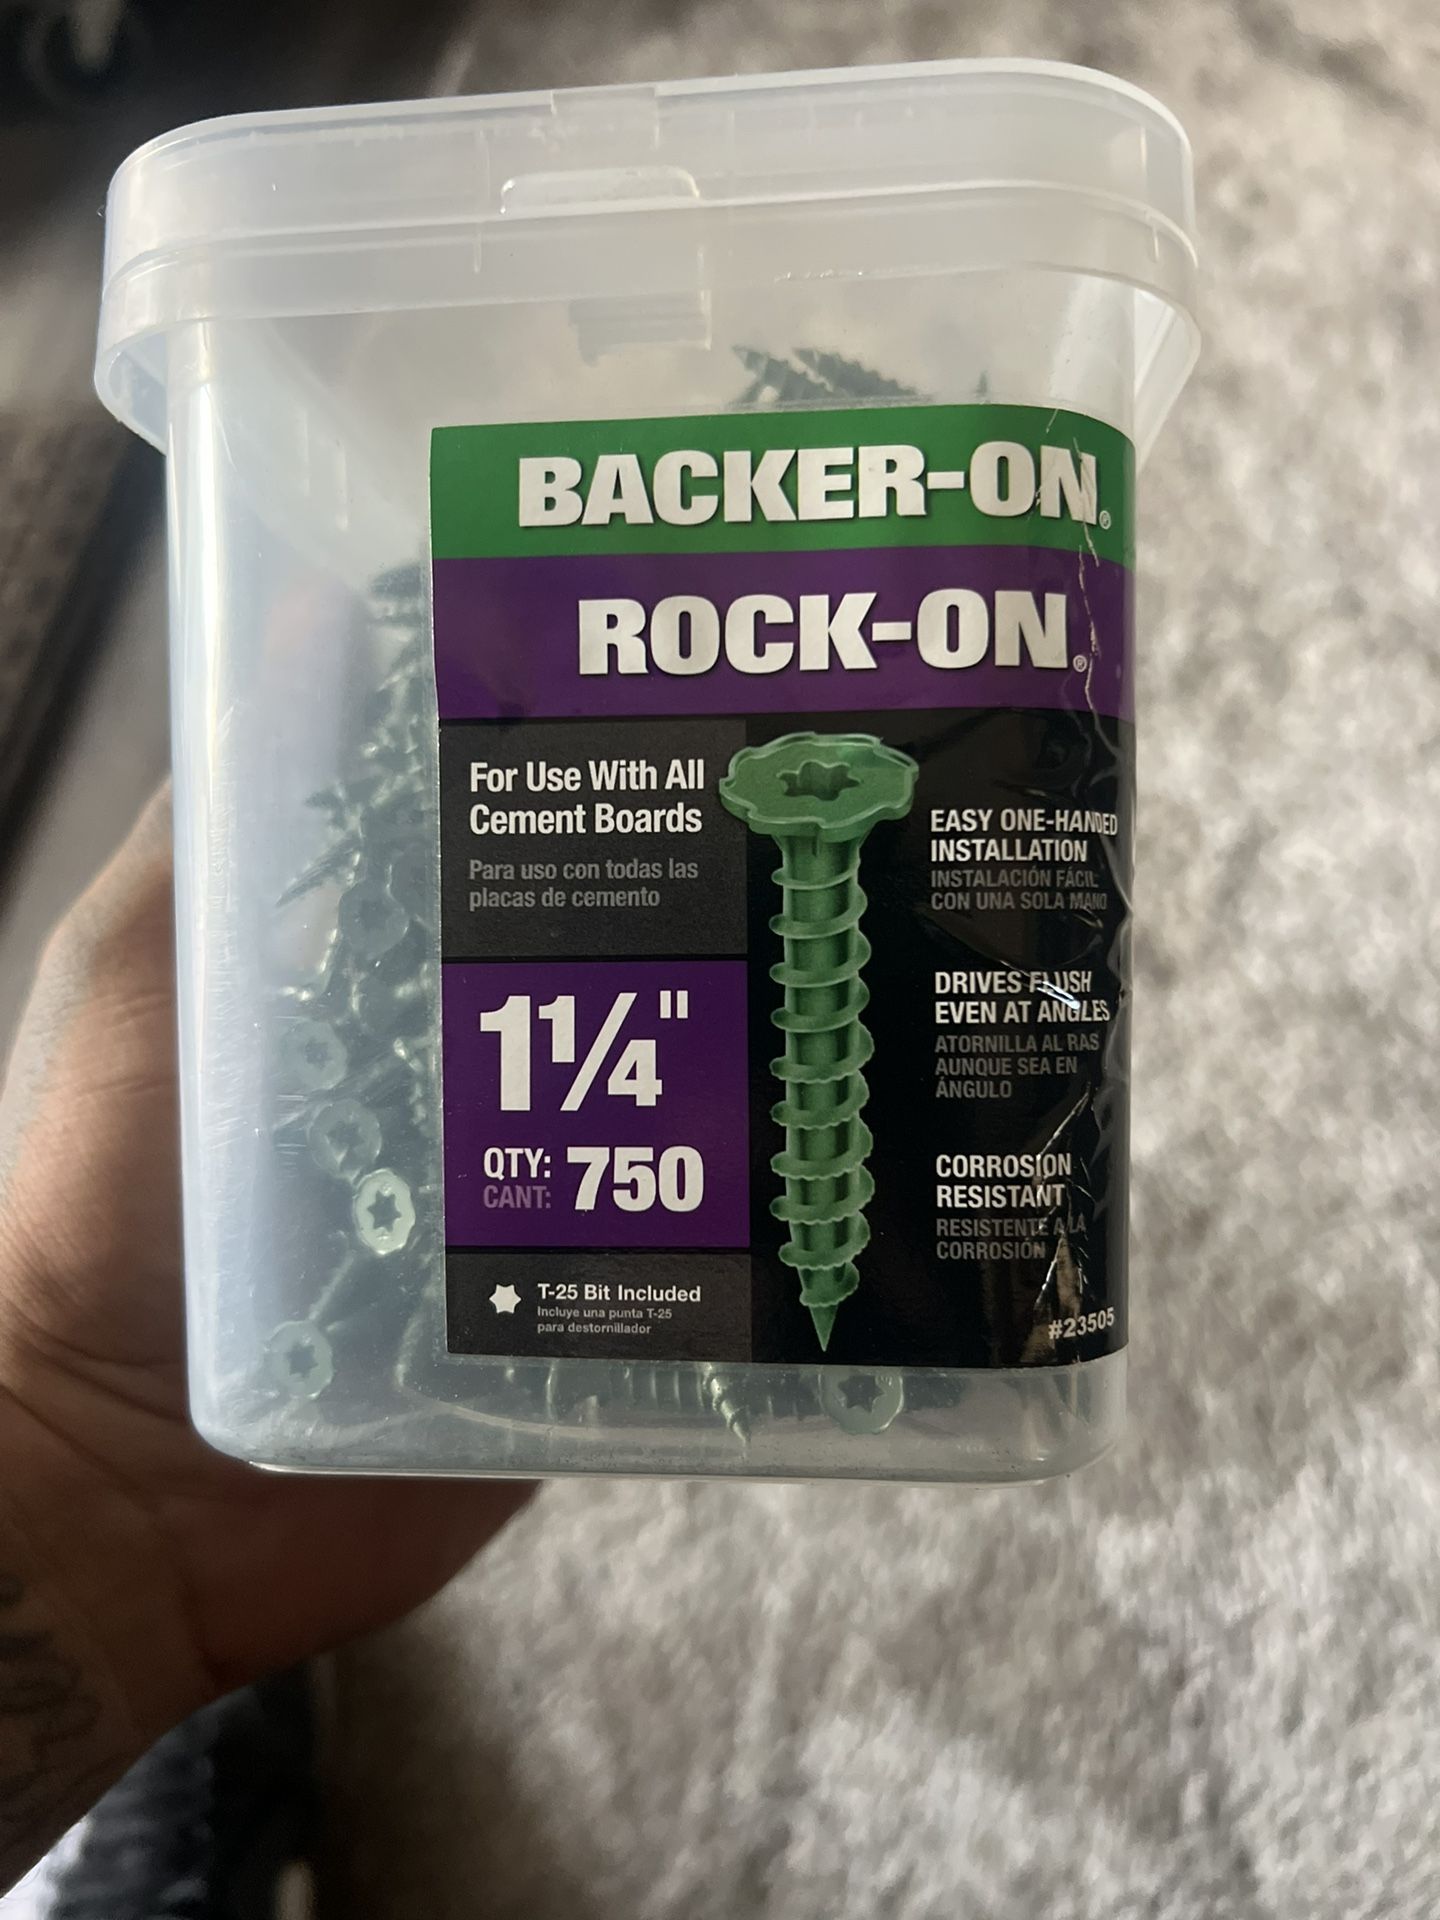 BACKER-ON®
ROCK-ON®
For Use With All
Cement Boards
Para uso con todas las
placas de cemento
1¼"
QTY: 750
CANT:
T-25 Bit Included
Incluye una punta T-25
para destornillador
EASY ONE-HANDED
INSTALLATION
INSTALACIÓN FÁCIL
CON UNA SOLA MANO
DRIVES FLUSH
EVEN AT ANGLES
ATORNILLA AL RAS
AUNQUE SEA EN
ÁNGULO
CORROSION
RESISTANT
RESISTENTE A LA
CORROSIÓN
#23505